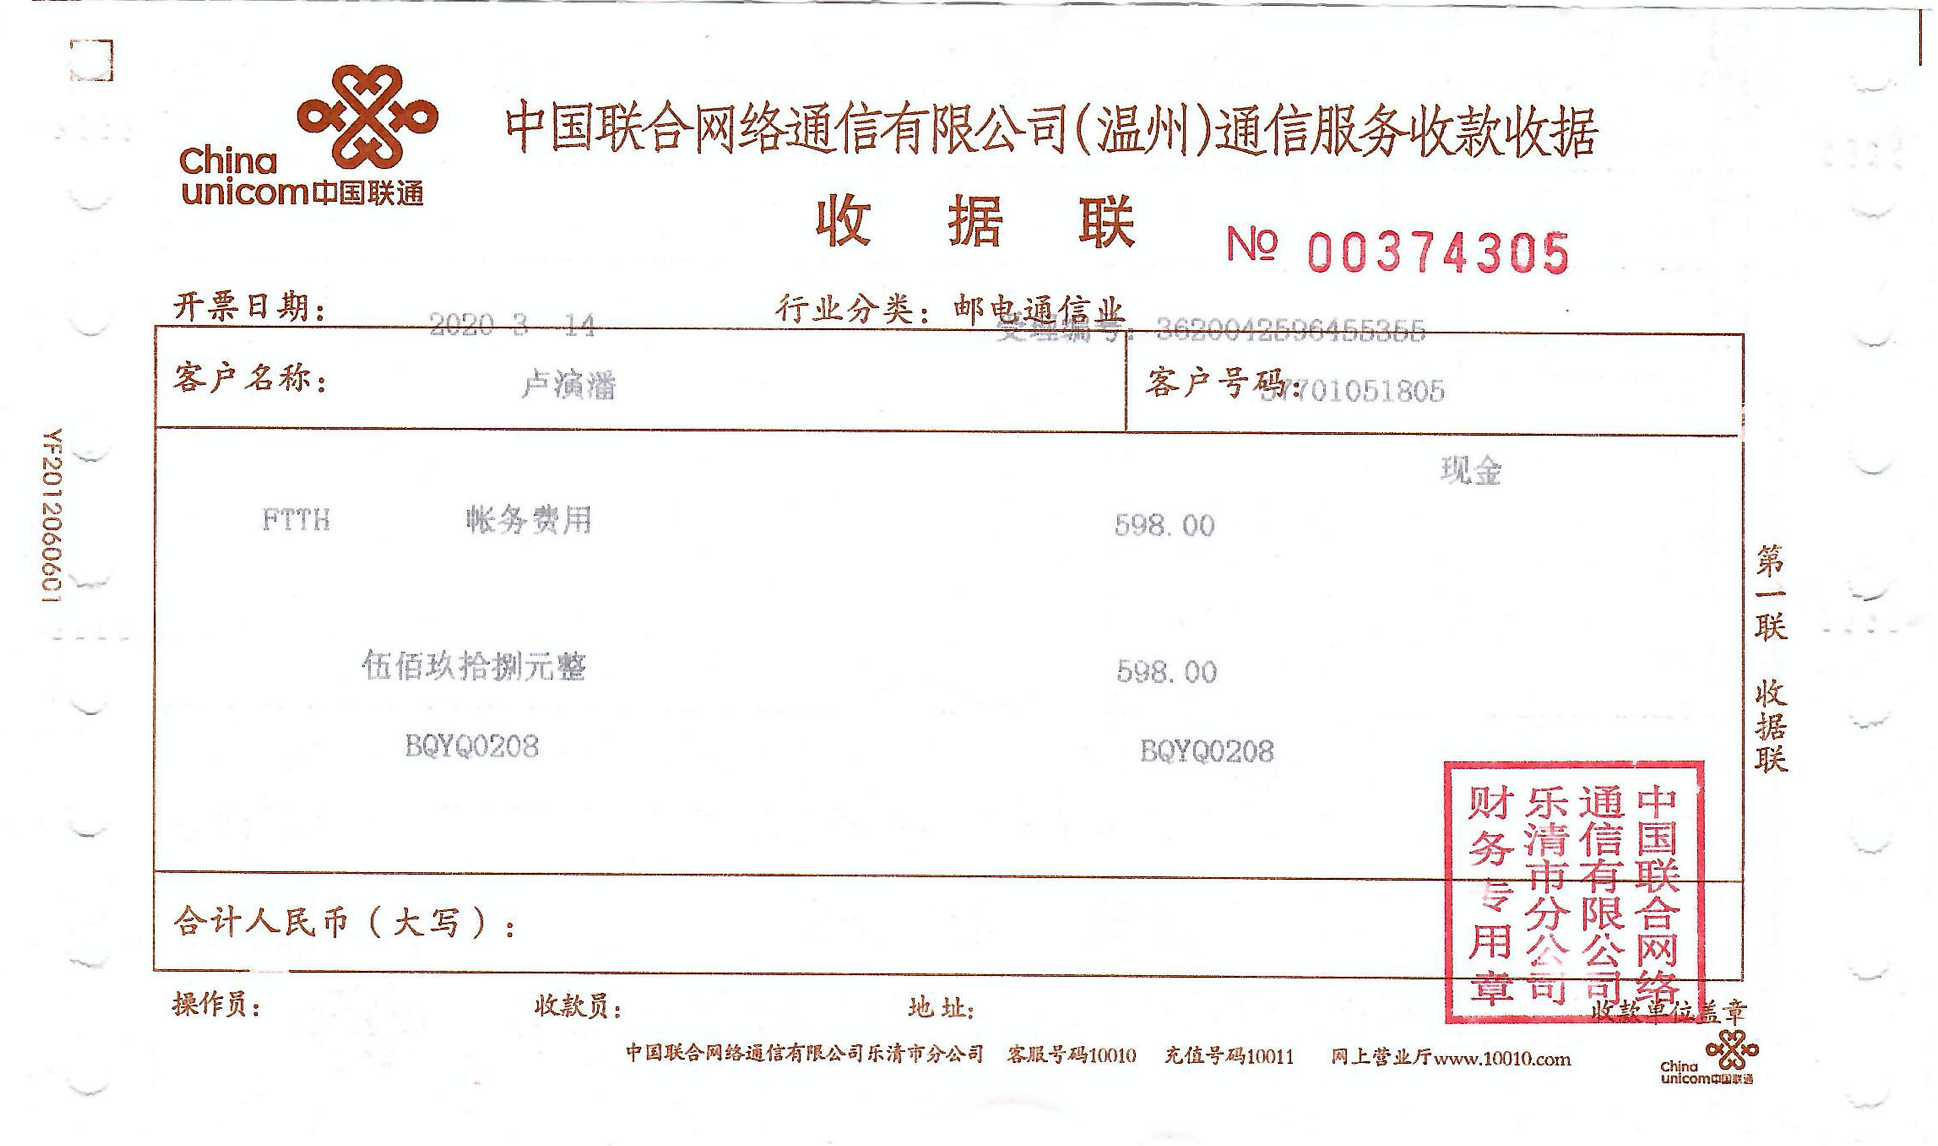 China
unicom中国联通
中国联合网络通信有限公司(温州)通信服务收款收据
收 据 联
№ 00374305
开票日期: 2020 3 14 行业分类: 邮电通信业
受理编号: 3620042596455355
客户名称: 卢演潘 客户号码: 57701051805
现金
FTTH 帐务费用 598.00
伍佰玖拾捌元整 598.00
BQYQ0208 BQYQ0208
合计人民币(大写):
操作员: 收款员: 地址: 收款单位盖章
中国联合网络通信有限公司乐清市分公司 客服号码10010 充值号码10011 网上营业厅www.10010.com
China
unicom中国联通
YF2012060601
第一联 收据联
中国联合网络
通信有限公司
乐清市分公司
财务专用章